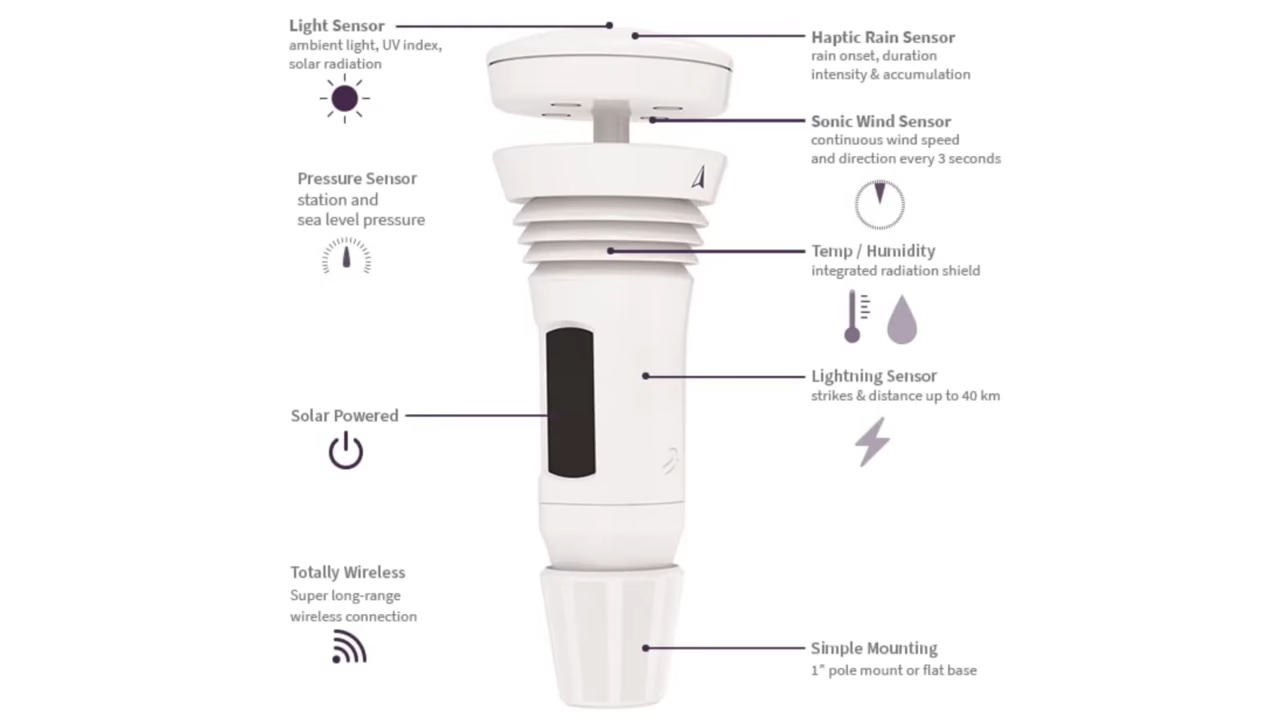 Light Sensor
ambient light, UV index,
solar radiation
Pressure Sensor
station and
sea level pressure
Solar Powered
Totally Wireless
Super long-range
wireless connection
Haptic Rain Sensor
rain onset, duration
intensity & accumulation
Sonic Wind Sensor
continuous wind speed
and direction every 3 seconds
Temp / Humidity
integrated radiation shield
Lightning Sensor
strikes & distance up to 40 km
Simple Mounting
1" pole mount or flat base